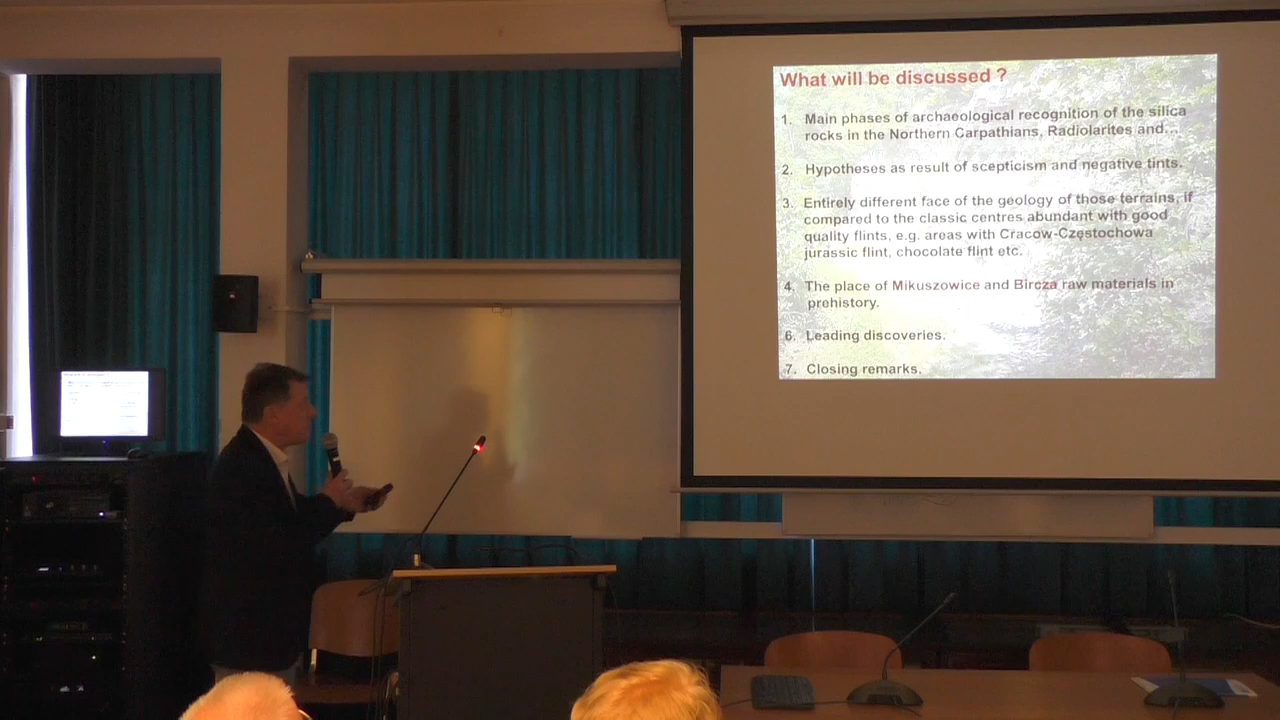 What will be discussed ?
1. Main phases of archaeological recognition of the silica
rocks in the Northern Carpathians, Radiolarites and...
2. Hypotheses as result of scepticism and negative tints.
3. Entirely different face of the geology of those terrains, if
compared to the classic centres abundant with good
quality flints, e.g. areas with Cracow-Częstochowa
jurassic flint, chocolate flint etc.
4. The place of Mikuszowice and Bircza raw materials in
prehistory.
6. Leading discoveries.
7. Closing remarks.